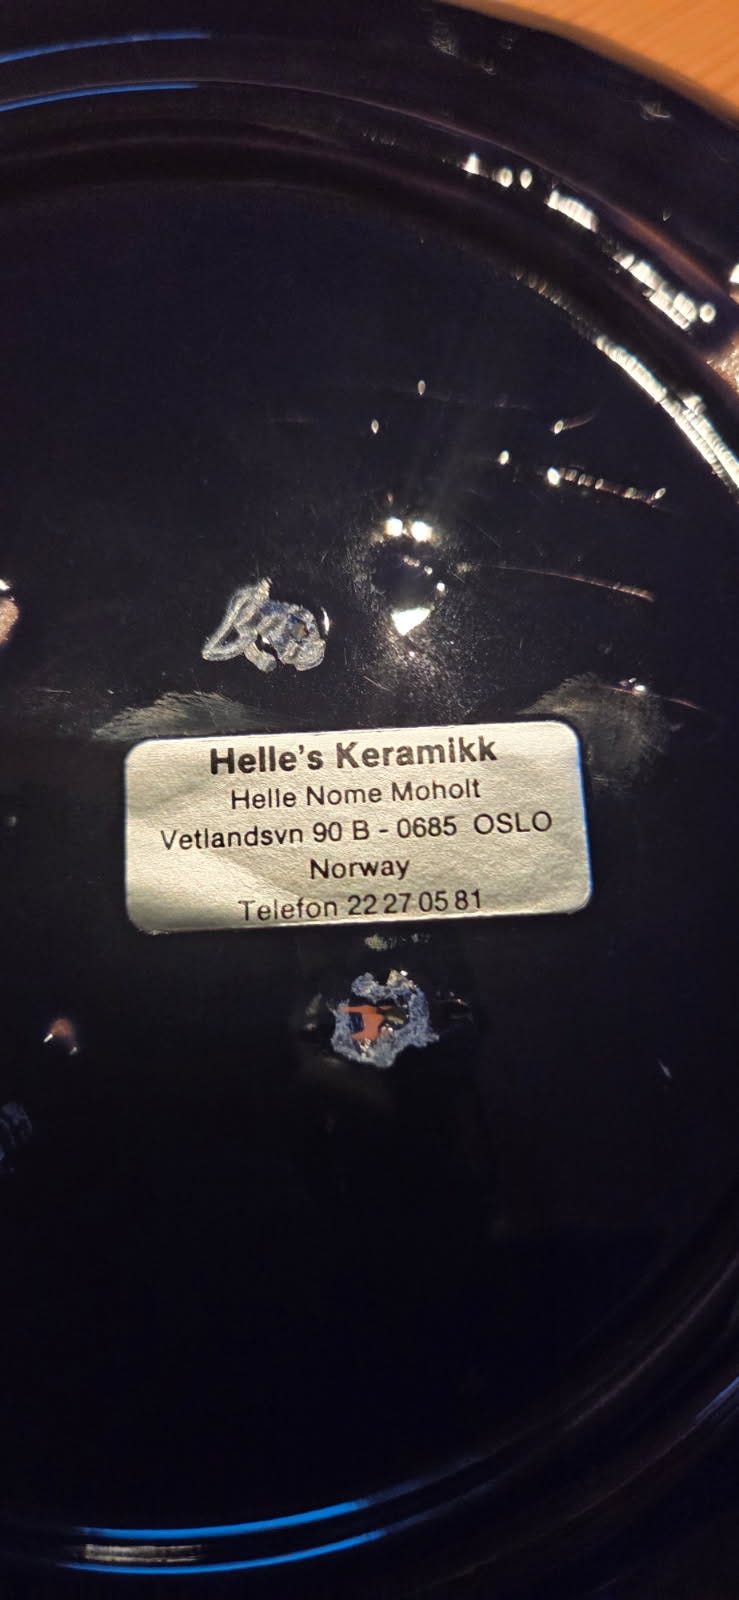 Helle's Keramikk
Helle Nome Moholt
Vetlandsvn 90 B - 0685 OSLO
Norway
Telefon 22 27 05 81